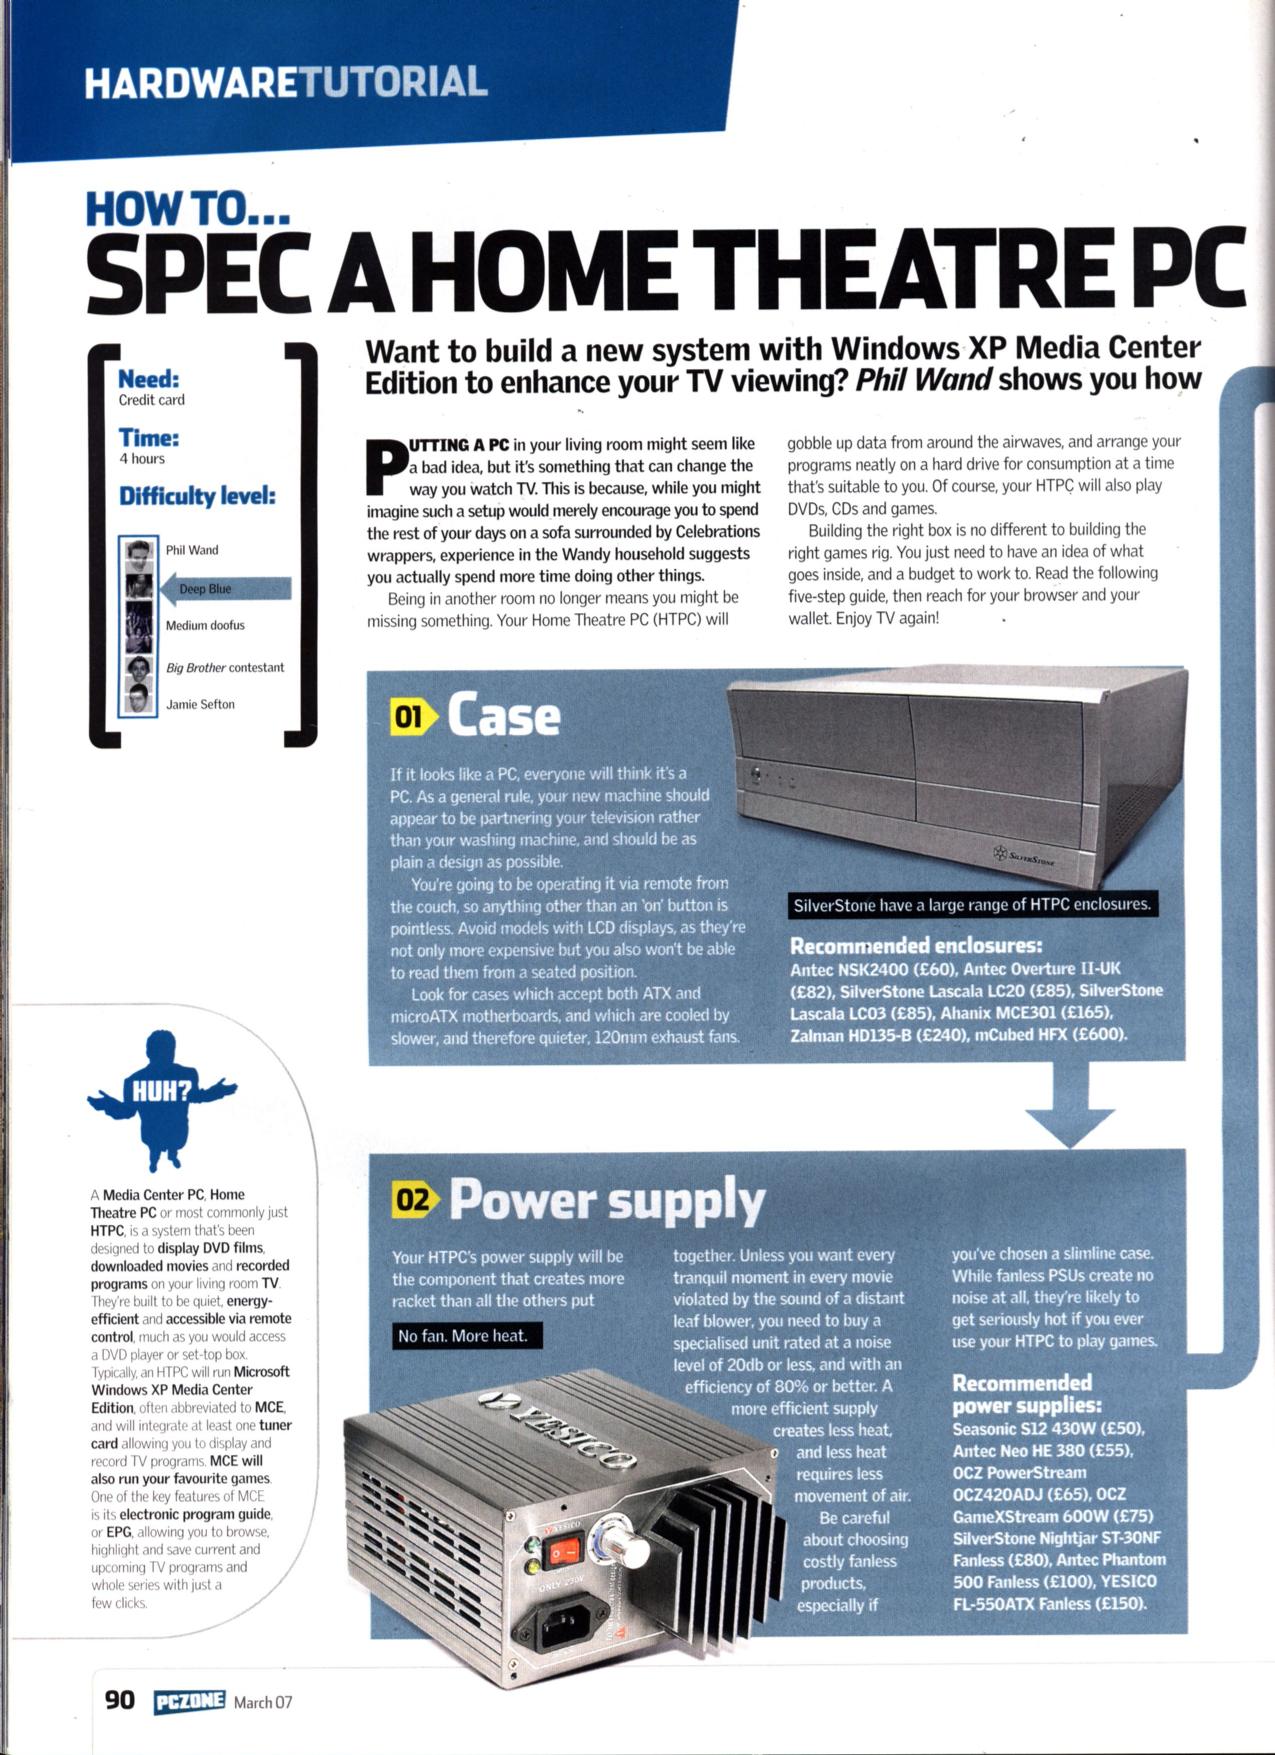 HARDWARETUTORIAL
HOW TO...
SPEC A HOME THEATRE PC
Need:
Credit card
Time:
4 hours
Difficulty level:
Phil Wand
Deep Blue
Medium doofus
Big Brother contestant
Jamie Sefton
Want to build a new system with Windows XP Media Center
Edition to enhance your TV viewing? Phil Wand shows you how
PUTTING A PC in your living room might seem like
a bad idea, but it's something that can change the
way you watch TV. This is because, while you might
imagine such a setup would merely encourage you to spend
the rest of your days on a sofa surrounded by Celebrations
wrappers, experience in the Wandy household suggests
you actually spend more time doing other things.
Being in another room no longer means you might be
missing something. Your Home Theatre PC (HTPC) will
gobble up data from around the airwaves, and arrange your
programs neatly on a hard drive for consumption at a time
that's suitable to you. Of course, your HTPC will also play
DVDs, CDs and games.
Building the right box is no different to building the
right games rig. You just need to have an idea of what
goes inside, and a budget to work to. Read the following
five-step guide, then reach for your browser and your
wallet. Enjoy TV again!
01 Case
If it looks like a PC, everyone will think it's a
PC. As a general rule, your new machine should
appear to be partnering your television rather
than your washing machine, and should be as
plain a design as possible.
You're going to be operating it via remote from
the couch, so anything other than an 'on' button is
pointless. Avoid models with LCD displays, as they're
not only more expensive but you also won't be able
to read them from a seated position.
Look for cases which accept both ATX and
microATX motherboards, and which are cooled by
slower, and therefore quieter, 120mm exhaust fans.
SILVERSTONE
SilverStone have a large range of HTPC enclosures.
Recommended enclosures:
Antec NSK2400 (£60), Antec Overture II-UK
(£82), SilverStone Lascala LC20 (£85), SilverStone
Lascala LC03 (£85), Ahanix MCE301 (£165),
Zalman HD135-B (£240), mCubed HFX (£600).
HUH?
A Media Center PC, Home
Theatre PC or most commonly just
HTPC, is a system that's been
designed to display DVD films,
downloaded movies and recorded
programs on your living room TV.
They're built to be quiet, energy-
efficient and accessible via remote
control, much as you would access
a DVD player or set-top box.
Typically, an HTPC will run Microsoft
Windows XP Media Center
Edition, often abbreviated to MCE,
and will integrate at least one tuner
card allowing you to display and
record TV programs. MCE will
also run your favourite games.
One of the key features of MCE
is its electronic program guide,
or EPG, allowing you to browse,
highlight and save current and
upcoming TV programs and
whole series with just a
few clicks.
02 Power supply
Your HTPC's power supply will be
the component that creates more
racket than all the others put
No fan. More heat.
YESICO
YESICO
ONLY 230V
together. Unless you want every
tranquil moment in every movie
violated by the sound of a distant
leaf blower, you need to buy a
specialised unit rated at a noise
level of 20db or less, and with an
efficiency of 80% or better. A
more efficient supply
creates less heat,
and less heat
requires less
movement of air.
Be careful
about choosing
costly fanless
products,
especially if
you've chosen a slimline case.
While fanless PSUs create no
noise at all, they're likely to
get seriously hot if you ever
use your HTPC to play games.
Recommended
power supplies:
Seasonic S12 430W (£50),
Antec Neo HE 380 (£55),
OCZ PowerStream
OCZ420ADJ (£65), OCZ
GameXStream 600W (£75)
SilverStone Nightjar ST-30NF
Fanless (£80), Antec Phantom
500 Fanless (£100), YESICO
FL-550ATX Fanless (£150).
90 PCZONE March 07